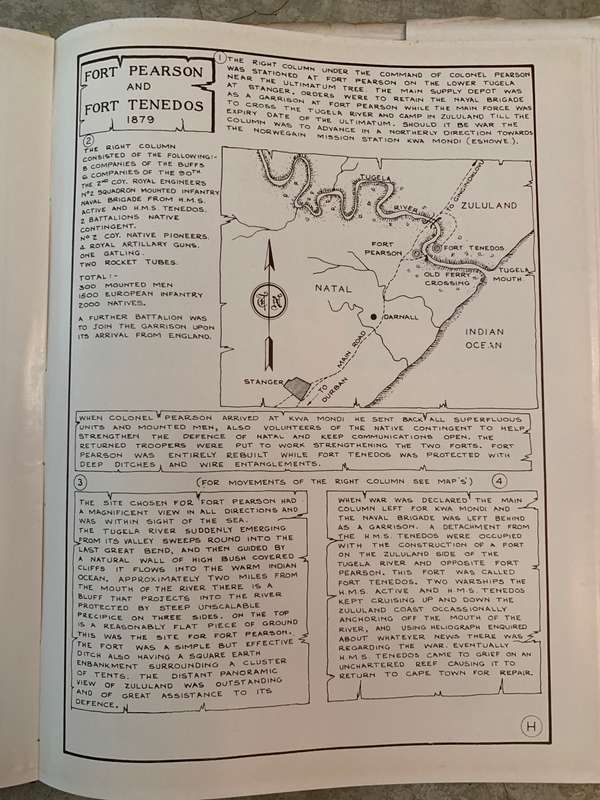 FORT PEARSON
AND
FORT TENEDOS
1879
① THE RIGHT COLUMN UNDER THE COMMAND OF COLONEL PEARSON
WAS STATIONED AT FORT PEARSON ON THE LOWER TUGELA
NEAR THE ULTIMATUM TREE. THE MAIN SUPPLY DEPOT WAS
AT STANGER. ORDERS WERE TO RETAIN THE NAVAL BRIGADE
AS A GARRISON AT FORT PEARSON WHILE THE MAIN FORCE WAS
TO CROSS THE TUGELA RIVER AND CAMP IN ZULULAND TILL THE
EXPIRY DATE OF THE ULTIMATUM. SHOULD IT BE WAR THE
COLUMN WAS TO ADVANCE IN A NORTHERLY DIRECTION TOWARDS
THE NORWEGAIN MISSION STATION KWA MONDI (ESHOWE).
②
THE RIGHT COLUMN
CONSISTED OF THE FOLLOWING:-
8 COMPANIES OF THE BUFFS
6 COMPANIES OF THE 90TH
THE 2ND COY. ROYAL ENGINEERS
Nº2 SQUADRON MOUNTED INFANTRY
NAVAL BRIGADE FROM H.M.S.
ACTIVE AND H.M.S. TENEDOS.
2 BATTALIONS NATIVE
CONTINGENT.
Nº 2 COY. NATIVE PIONEERS.
4 ROYAL ARTILLARY GUNS.
ONE GATLING.
TWO ROCKET TUBES.
TOTAL:-
300 MOUNTED MEN
1500 EUROPEAN INFANTRY
2000 NATIVES.
A FURTHER BATTALION WAS
TO JOIN THE GARRISON UPON
ITS ARRIVAL FROM ENGLAND.
TUGELA
RIVER
TO GINGINDHLOVU
ZULULAND
FORT
PEARSON
FORT TENEDOS
OLD FERRY
CROSSING
TUGELA
MOUTH
NATAL
DARNALL
INDIAN
OCEAN
MAIN ROAD
STANGER
TO
DURBAN
WHEN COLONEL PEARSON ARRIVED AT KWA MONDI HE SENT BACK ALL SUPERFLUOUS
UNITS AND MOUNTED MEN, ALSO VOLUNTEERS OF THE NATIVE CONTINGENT TO HELP
STRENGTHEN THE DEFENCE OF NATAL AND KEEP COMMUNICATIONS OPEN. THE
RETURNED TROOPERS WERE PUT TO WORK STRENGTHENING THE TWO FORTS. FORT
PEARSON WAS ENTIRELY REBUILT WHILE FORT TENEDOS WAS PROTECTED WITH
DEEP DITCHES AND WIRE ENTANGLEMENTS.
(FOR MOVEMENTS OF THE RIGHT COLUMN SEE MAP'S')
③
THE SITE CHOSEN FOR FORT PEARSON HAD
A MAGNIFICENT VIEW IN ALL DIRECTIONS AND
WAS WITHIN SIGHT OF THE SEA.
THE TUGELA RIVER SUDDENLY EMERGING
FROM ITS VALLEY SWEEPS ROUND INTO THE
LAST GREAT BEND, AND THEN GUIDED BY
A NATURAL WALL OF HIGH BUSH COVERED
CLIFFS IT FLOWS INTO THE WARM INDIAN
OCEAN. APPROXIMATELY TWO MILES FROM
THE MOUTH OF THE RIVER THERE IS A
BLUFF THAT PROJECTS INTO THE RIVER
PROTECTED BY STEEP UNSCALABLE
PRECIPICE ON THREE SIDES. ON THE TOP
IS A REASONABLY FLAT PIECE OF GROUND
THIS WAS THE SITE FOR FORT PEARSON.
THE FORT WAS A SIMPLE BUT EFFECTIVE
DITCH ALSO HAVING A SQUARE EARTH
ENBANKMENT SURROUNDING A CLUSTER
OF TENTS. THE DISTANT PANORAMIC
VIEW OF ZULULAND WAS OUTSTANDING
AND OF GREAT ASSISTANCE TO ITS
DEFENCE.
④
WHEN WAR WAS DECLARED THE MAIN
COLUMN LEFT FOR KWA MONDI AND
THE NAVAL BRIGADE WAS LEFT BEHIND
AS A GARRISON. A DETACHMENT FROM
THE H.M.S. TENEDOS WERE OCCUPIED
WITH THE CONSTRUCTION OF A FORT
ON THE ZULULAND SIDE OF THE
TUGELA RIVER AND OPPOSITE FORT
PEARSON. THIS FORT WAS CALLED
FORT TENEDOS. TWO WARSHIPS THE
H.M.S. ACTIVE AND H.M.S. TENEDOS
KEPT CRUISING UP AND DOWN THE
ZULULAND COAST OCCASSIONALLY
ANCHORING OFF THE MOUTH OF THE
RIVER, AND USING HELIOGRAPH ENQUIRED
ABOUT WHATEVER NEWS THERE WAS
REGARDING THE WAR. EVENTUALLY
H.M.S. TENEDOS CAME TO GRIEF ON AN
UNCHARTERED REEF CAUSING IT TO
RETURN TO CAPE TOWN FOR REPAIR.
H